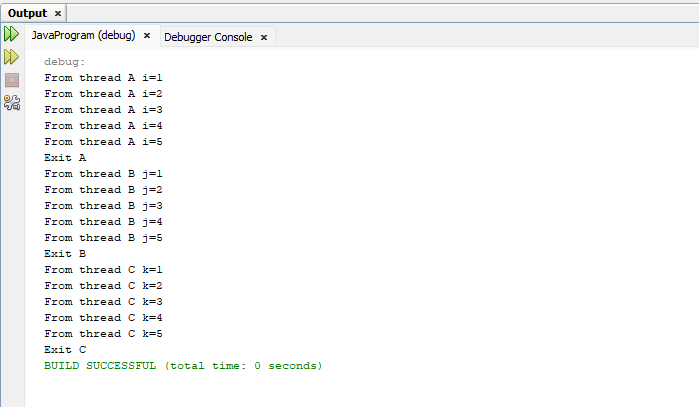 Output ×
JavaProgram (debug) × Debugger Console ×
debug:
From thread A i=1
From thread A i=2
From thread A i=3
From thread A i=4
From thread A i=5
Exit A
From thread B j=1
From thread B j=2
From thread B j=3
From thread B j=4
From thread B j=5
Exit B
From thread C k=1
From thread C k=2
From thread C k=3
From thread C k=4
From thread C k=5
Exit C
BUILD SUCCESSFUL (total time: 0 seconds)